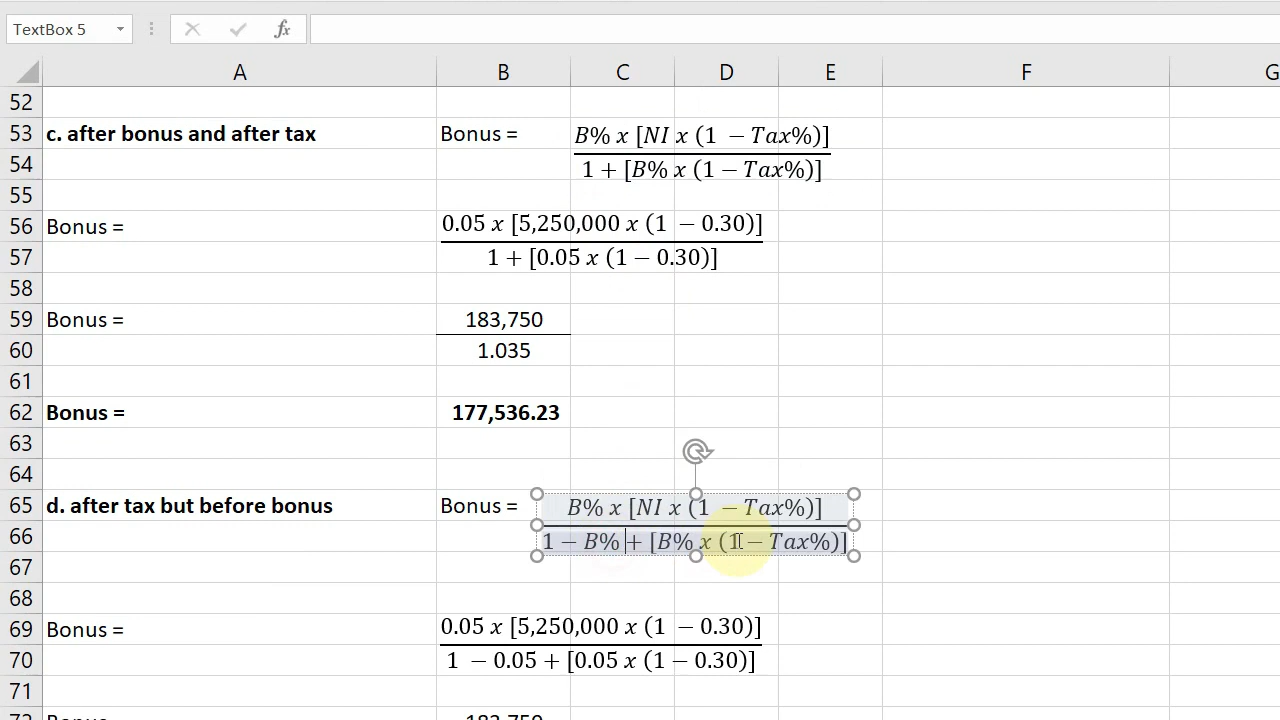 TextBox 5
fx
A B C D E F G
52
53 c. after bonus and after tax Bonus = B% x [NI x (1 − Tax%)]
54 1 + [B% x (1 − Tax%)]
55
56 Bonus = 0.05 x [5,250,000 x (1 − 0.30)]
57 1 + [0.05 x (1 − 0.30)]
58
59 Bonus = 183,750
60 1.035
61
62 Bonus = 177,536.23
63
64
65 d. after tax but before bonus Bonus = B% x [NI x (1 − Tax%)]
66 1 − B% + [B% x (1 − Tax%)]
67
68
69 Bonus = 0.05 x [5,250,000 x (1 − 0.30)]
70 1 − 0.05 + [0.05 x (1 − 0.30)]
71
72 Bonus = 183,750